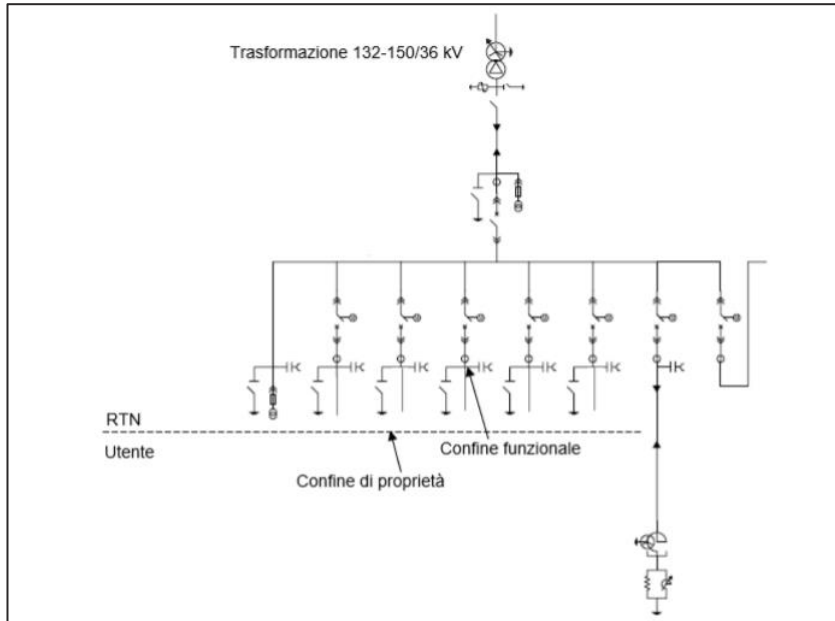 Trasformazione 132-150/36 kV
RTN
Utente
Confine funzionale
Confine di proprietà